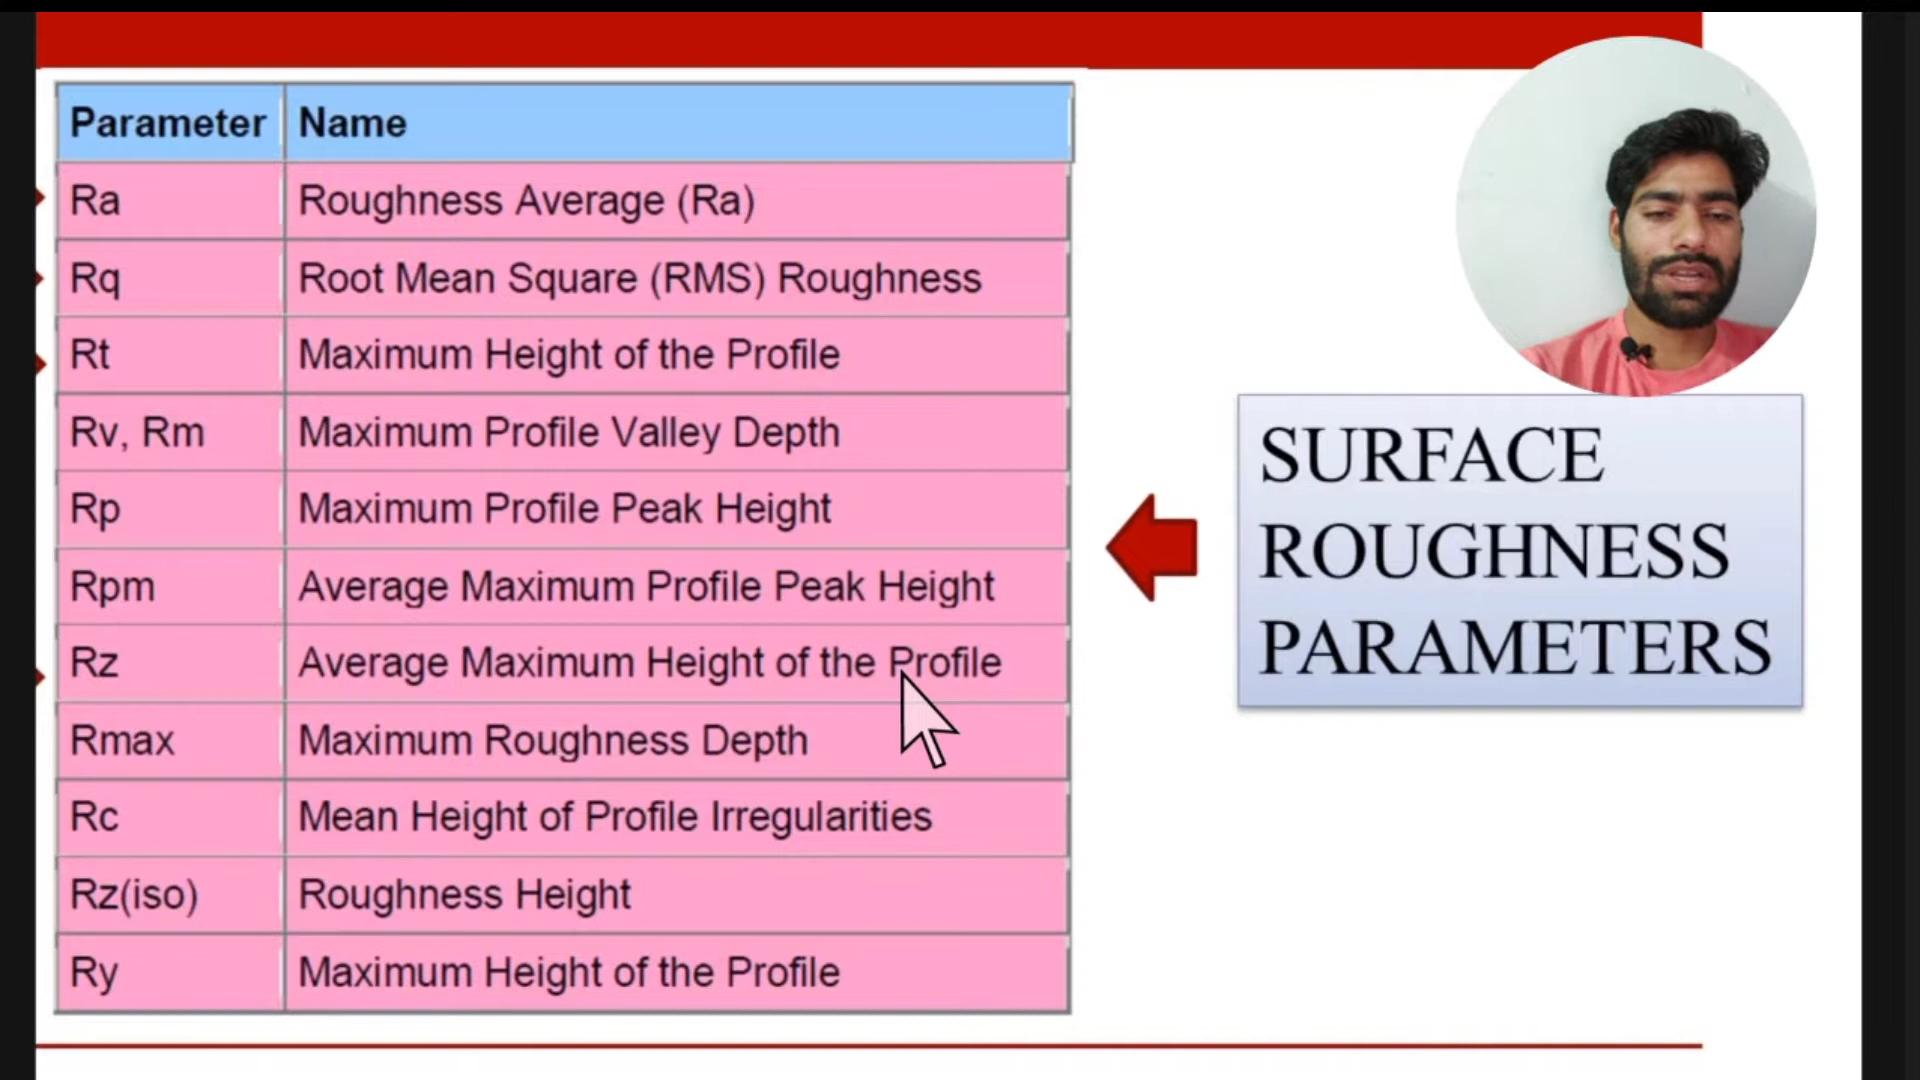 Parameter Name
Ra Roughness Average (Ra)
Rq Root Mean Square (RMS) Roughness
Rt Maximum Height of the Profile
Rv, Rm Maximum Profile Valley Depth
Rp Maximum Profile Peak Height
Rpm Average Maximum Profile Peak Height
Rz Average Maximum Height of the Profile
Rmax Maximum Roughness Depth
Rc Mean Height of Profile Irregularities
Rz(iso) Roughness Height
Ry Maximum Height of the Profile
SURFACE
ROUGHNESS
PARAMETERS